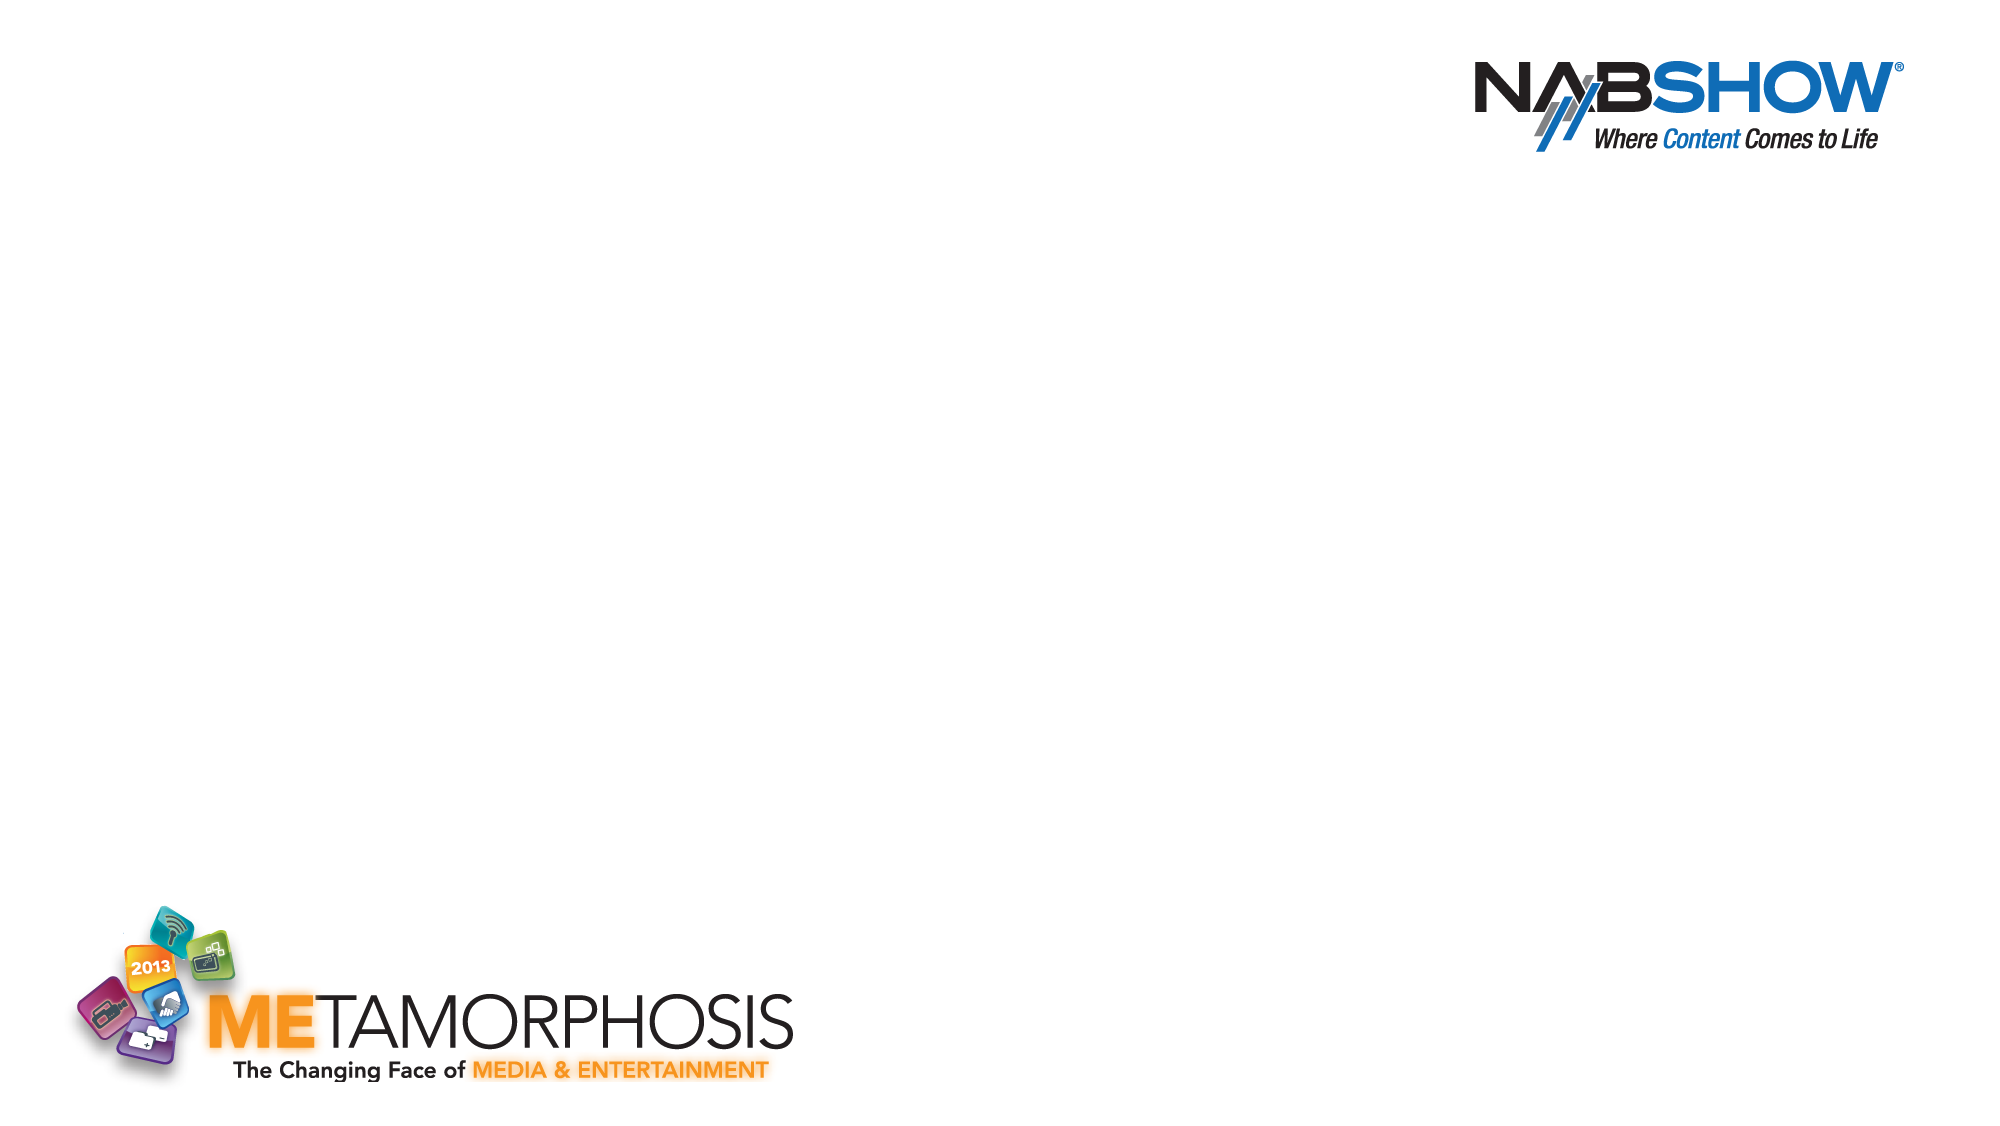 NABSHOW®
Where Content Comes to Life
2013
METAMORPHOSIS
The Changing Face of MEDIA & ENTERTAINMENT